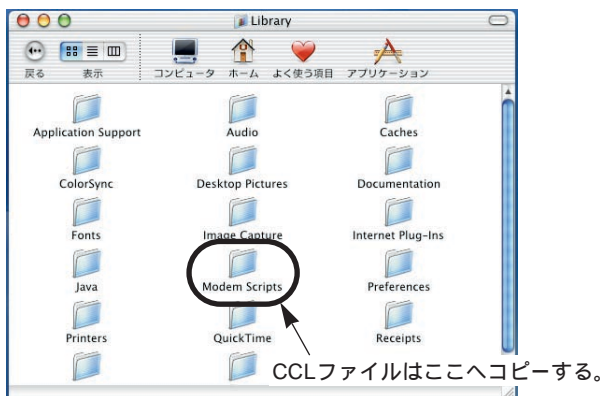 Library
戻る 表示 コンピュータ ホーム よく使う項目 アプリケーション
Application Support Audio Caches
ColorSync Desktop Pictures Documentation
Fonts Image Capture Internet Plug-Ins
Java Modem Scripts Preferences
Printers QuickTime Receipts
CCLファイルはここへコピーする。